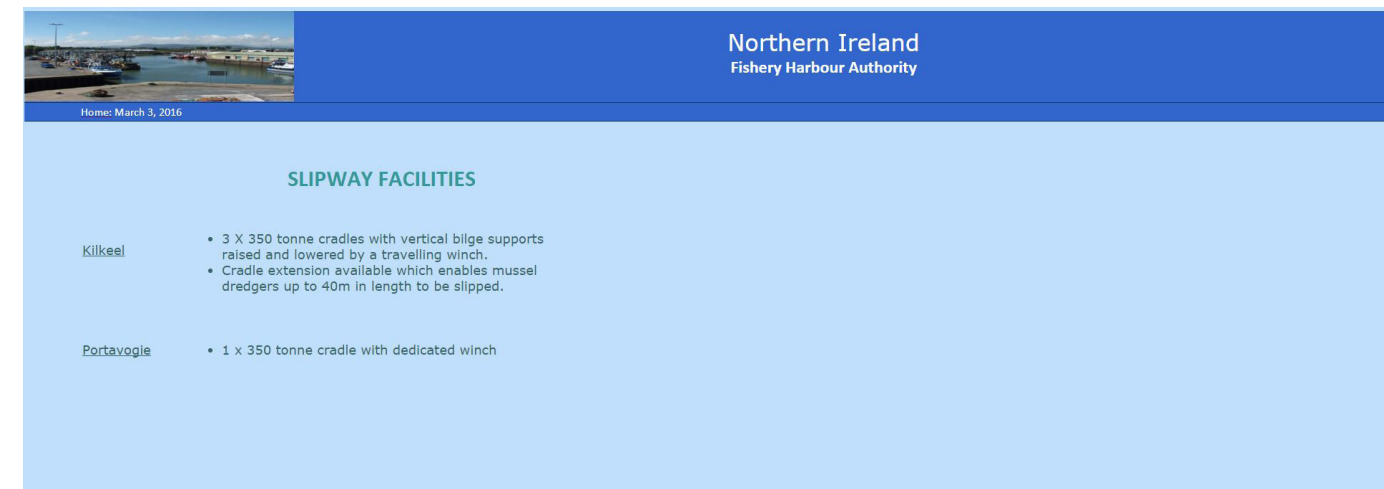 Northern Ireland
Fishery Harbour Authority
Home: March 3, 2016
SLIPWAY FACILITIES
Kilkeel
• 3 X 350 tonne cradles with vertical bilge supports
raised and lowered by a travelling winch.
• Cradle extension available which enables mussel
dredgers up to 40m in length to be slipped.
Portavogie
• 1 x 350 tonne cradle with dedicated winch